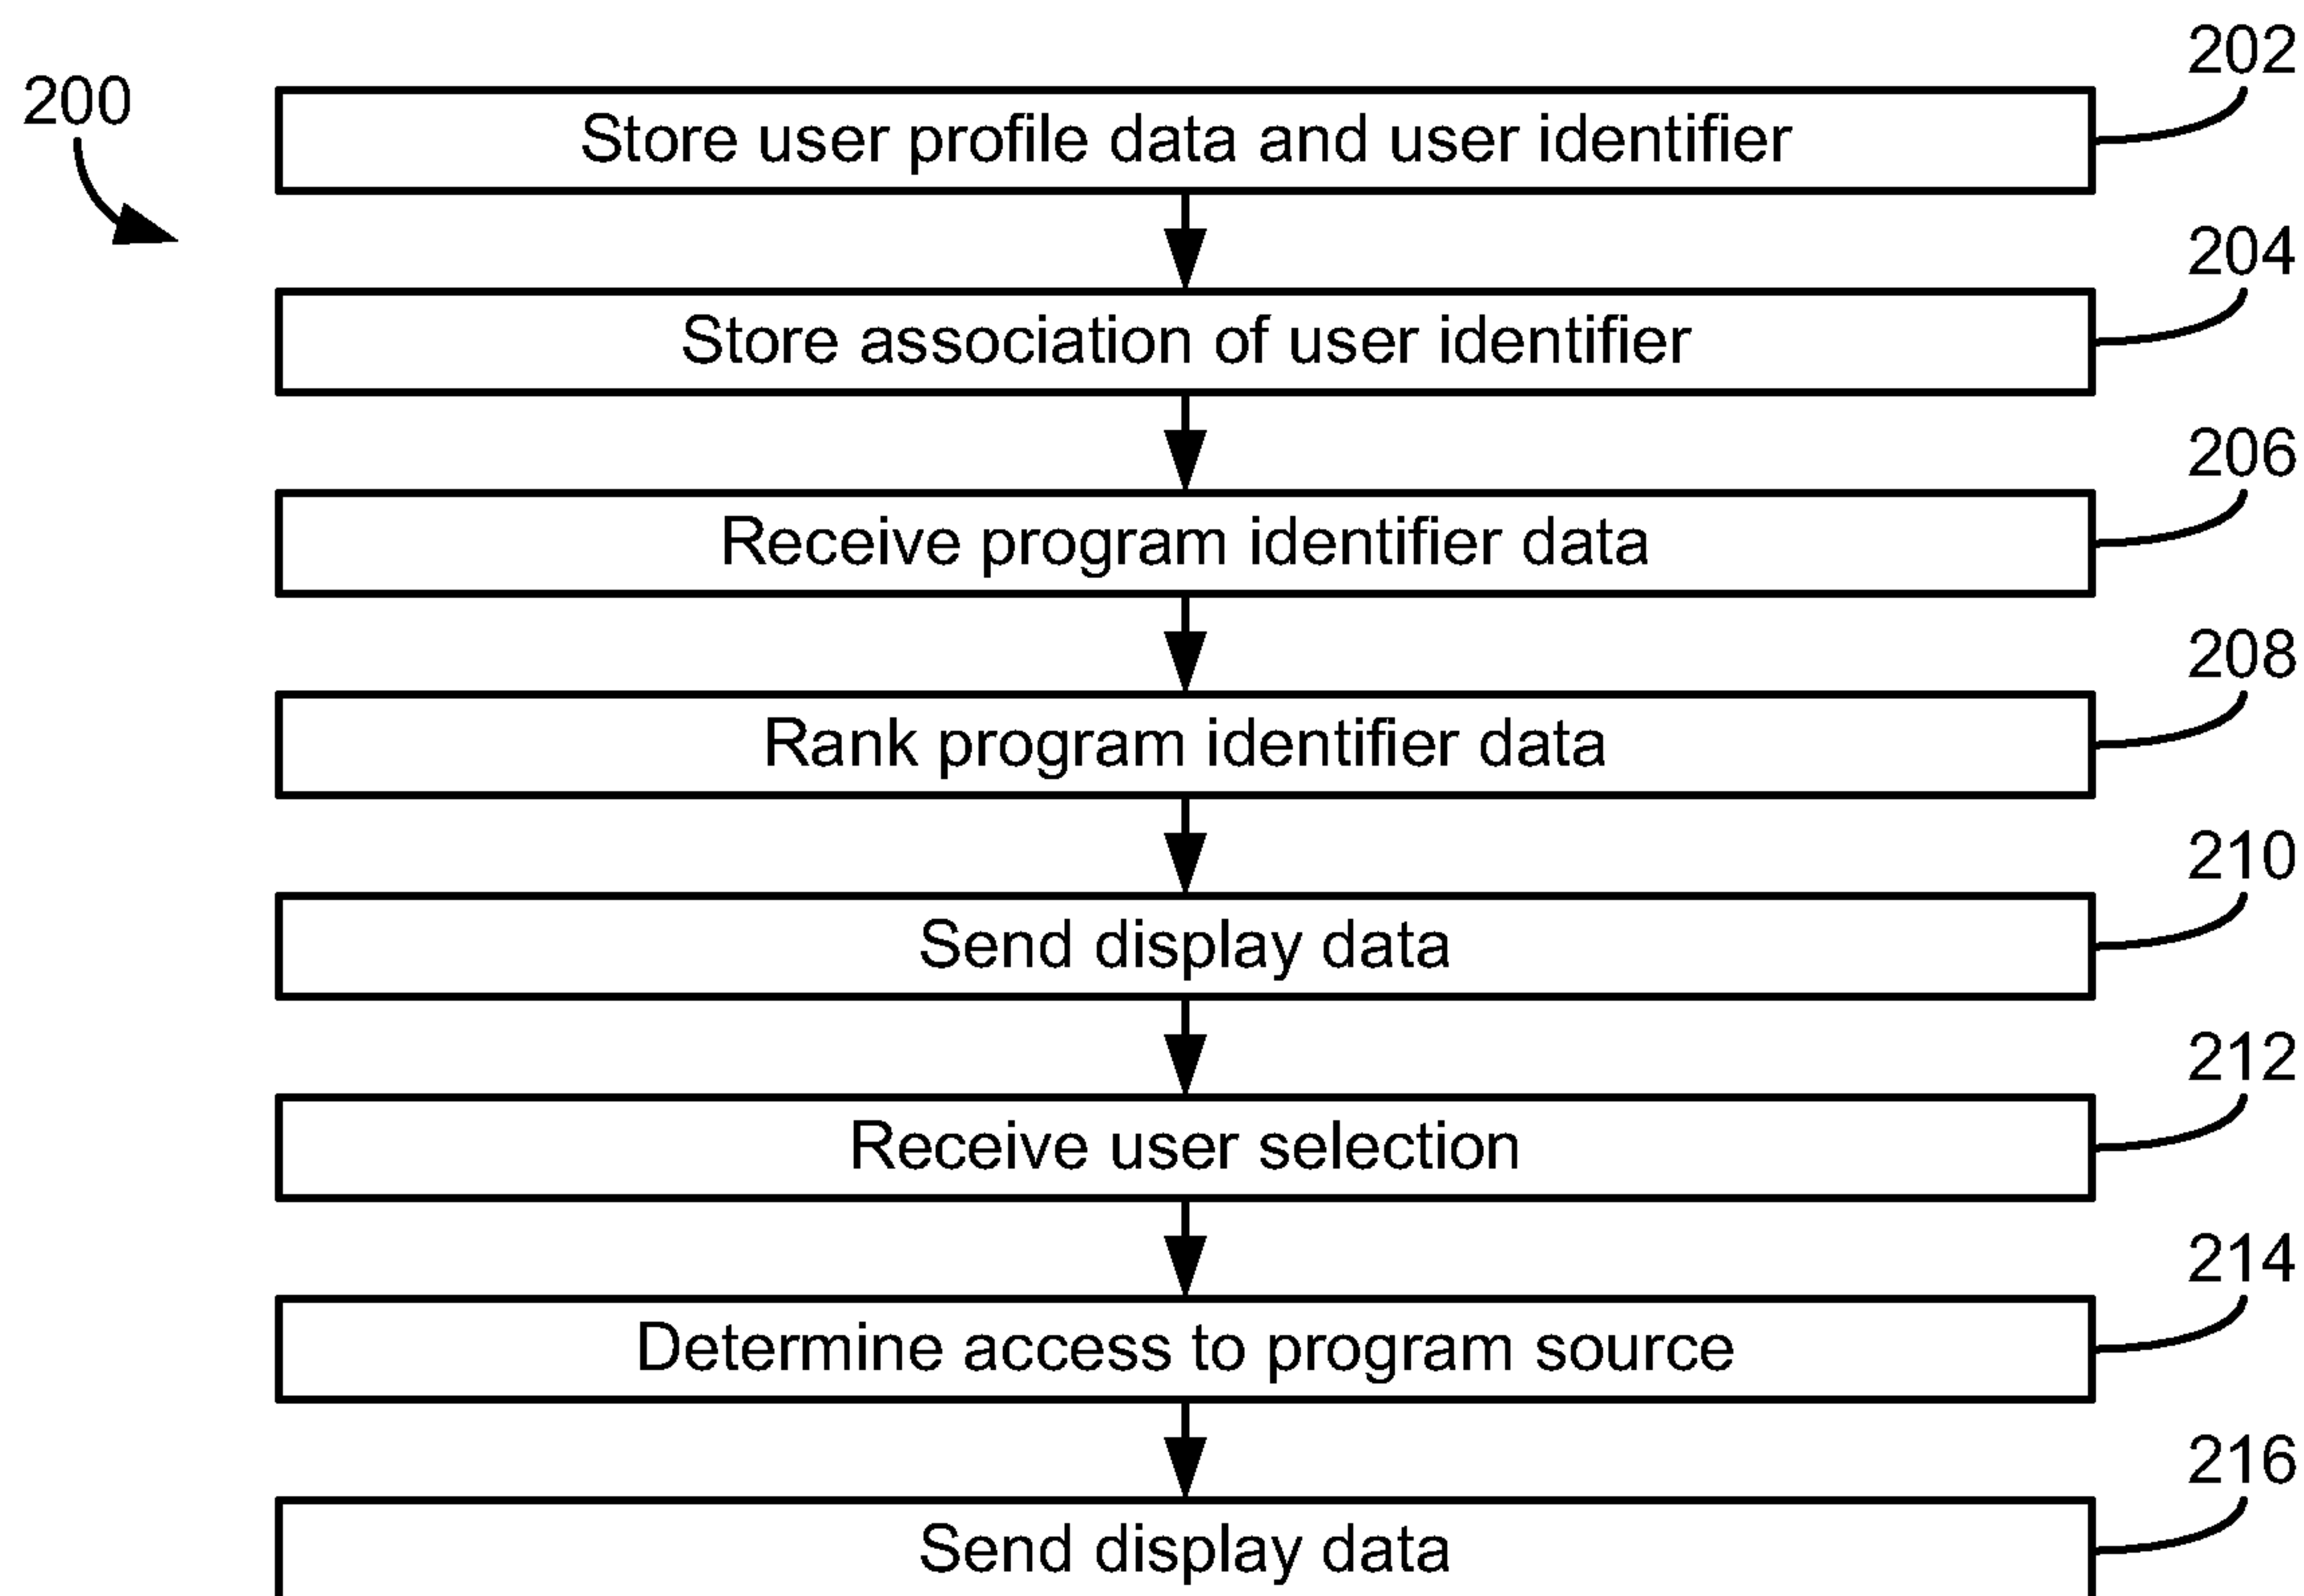 202
200
Store user profile data and user identifier
204
Store association of user identifier
206
Receive program identifier data
208
Rank program identifier data
210
Send display data
212
Receive user selection
214
Determine access to program source
216
Send display data